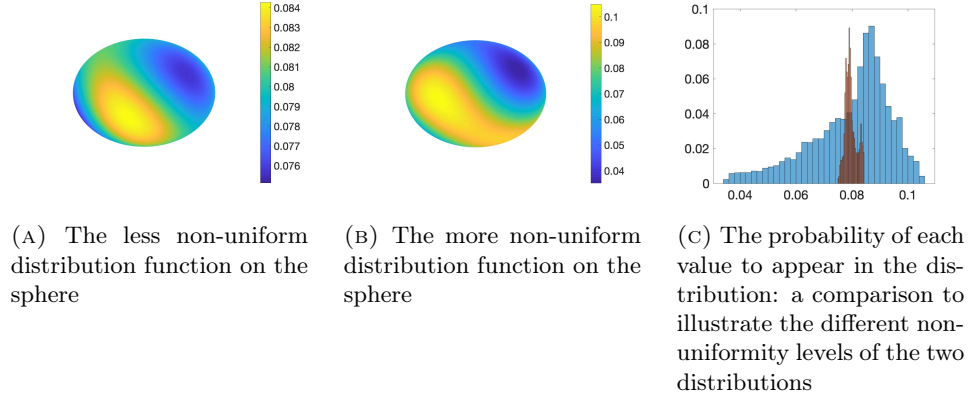 0.084
0.083
0.082
0.081
0.08
0.079
0.078
0.077
0.076
0.1
0.09
0.08
0.07
0.06
0.05
0.04
0.1
0.08
0.06
0.04
0.02
0
0.04 0.06 0.08 0.1
(A) The less non-uniform
distribution function on the
sphere
(B) The more non-uniform
distribution function on the
sphere
(C) The probability of each
value to appear in the dis-
tribution: a comparison to
illustrate the different non-
uniformity levels of the two
distributions